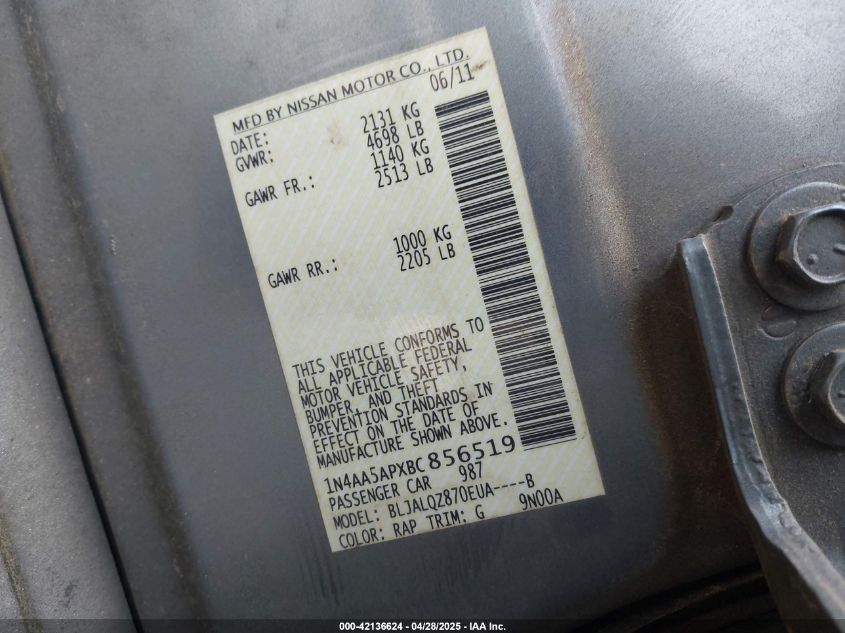 MFD BY NISSAN MOTOR CO., LTD.
DATE: 06/11
GVWR: 2131 KG
4698 LB
GAWR FR.: 1140 KG
2513 LB
GAWR RR.: 1000 KG
2205 LB
THIS VEHICLE CONFORMS TO
ALL APPLICABLE FEDERAL
MOTOR VEHICLE SAFETY,
BUMPER, AND THEFT
PREVENTION STANDARDS IN
EFFECT ON THE DATE OF
MANUFACTURE SHOWN ABOVE.
1N4AA5APXBC856519
PASSENGER CAR 987
MODEL: BLJALQZ870EUA----B
COLOR: RAP TRIM: G 9N00A
000-42136624 - 04/28/2025 - IAA Inc.